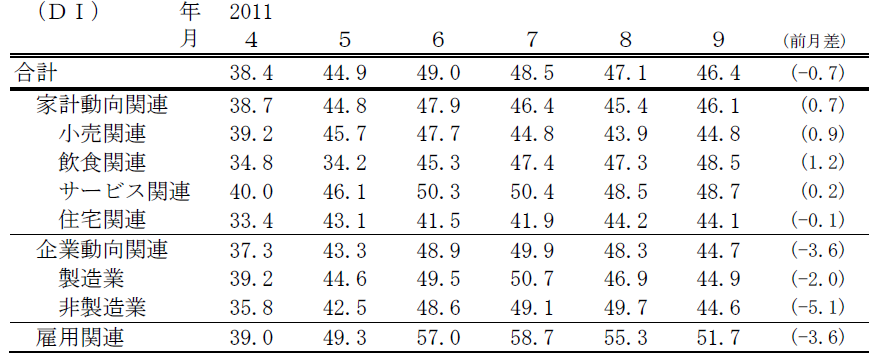 (DI) 年 2011
月 4 5 6 7 8 9 (前月差)
合計 38.4 44.9 49.0 48.5 47.1 46.4 (-0.7)
家計動向関連 38.7 44.8 47.9 46.4 45.4 46.1 (0.7)
小売関連 39.2 45.7 47.7 44.8 43.9 44.8 (0.9)
飲食関連 34.8 34.2 45.3 47.4 47.3 48.5 (1.2)
サービス関連 40.0 46.1 50.3 50.4 48.5 48.7 (0.2)
住宅関連 33.4 43.1 41.5 41.9 44.2 44.1 (-0.1)
企業動向関連 37.3 43.3 48.9 49.9 48.3 44.7 (-3.6)
製造業 39.2 44.6 49.5 50.7 46.9 44.9 (-2.0)
非製造業 35.8 42.5 48.6 49.1 49.7 44.6 (-5.1)
雇用関連 39.0 49.3 57.0 58.7 55.3 51.7 (-3.6)